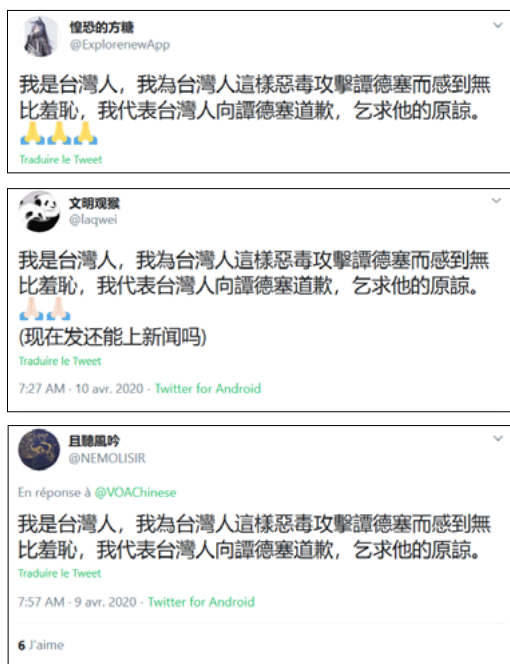 惶恐的方糖
@ExplorenewApp
我是台灣人，我為台灣人這樣惡毒攻擊譚德塞而感到無
比羞恥，我代表台灣人向譚德塞道歉，乞求他的原諒。
🙏🙏🙏
Traduire le Tweet
文明观猴
@laqwei
我是台灣人，我為台灣人這樣惡毒攻擊譚德塞而感到無
比羞恥，我代表台灣人向譚德塞道歉，乞求他的原諒。
🙏🏻🙏🏻
(现在发还能上新闻吗)
Traduire le Tweet
7:27 AM · 10 avr. 2020 · Twitter for Android
且聽風吟
@NEMOLISIR
En réponse à @VOAChinese
我是台灣人，我為台灣人這樣惡毒攻擊譚德塞而感到無
比羞恥，我代表台灣人向譚德塞道歉，乞求他的原諒。
Traduire le Tweet
7:57 AM · 9 avr. 2020 · Twitter for Android
6 J'aime